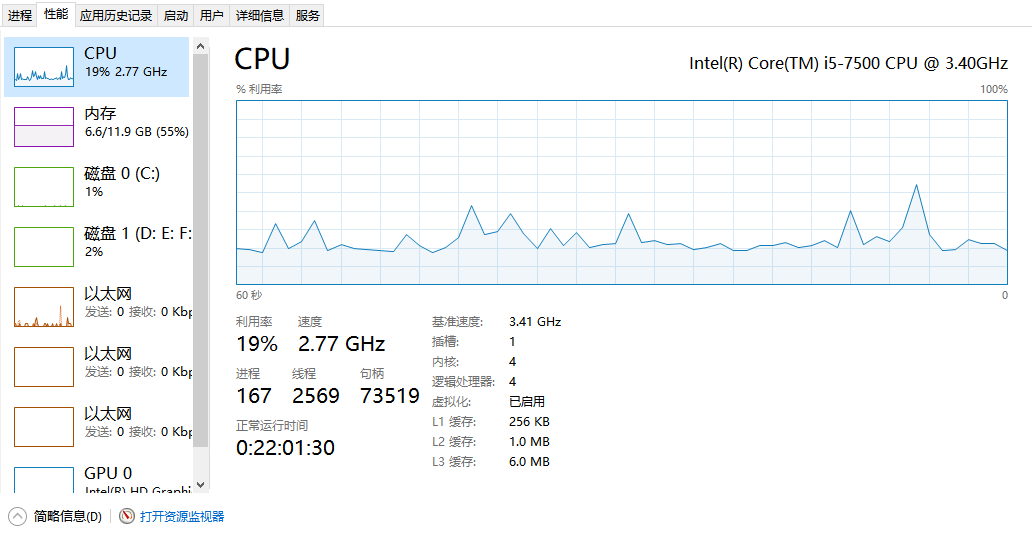 进程 性能 应用历史记录 启动 用户 详细信息 服务
CPU
19% 2.77 GHz
内存
6.6/11.9 GB (55%)
磁盘 0 (C:)
1%
磁盘 1 (D: E: F:
2%
以太网
发送: 0 接收: 0 Kbp
以太网
发送: 0 接收: 0 Kbp
以太网
发送: 0 接收: 0 Kbp
GPU 0
Intel(R) HD Graphi
CPU
Intel(R) Core(TM) i5-7500 CPU @ 3.40GHz
% 利用率 100%
60 秒 0
利用率 速度
19% 2.77 GHz
进程 线程 句柄
167 2569 73519
正常运行时间
0:22:01:30
基准速度: 3.41 GHz
插槽: 1
内核: 4
逻辑处理器: 4
虚拟化: 已启用
L1 缓存: 256 KB
L2 缓存: 1.0 MB
L3 缓存: 6.0 MB
简略信息(D) 打开资源监视器